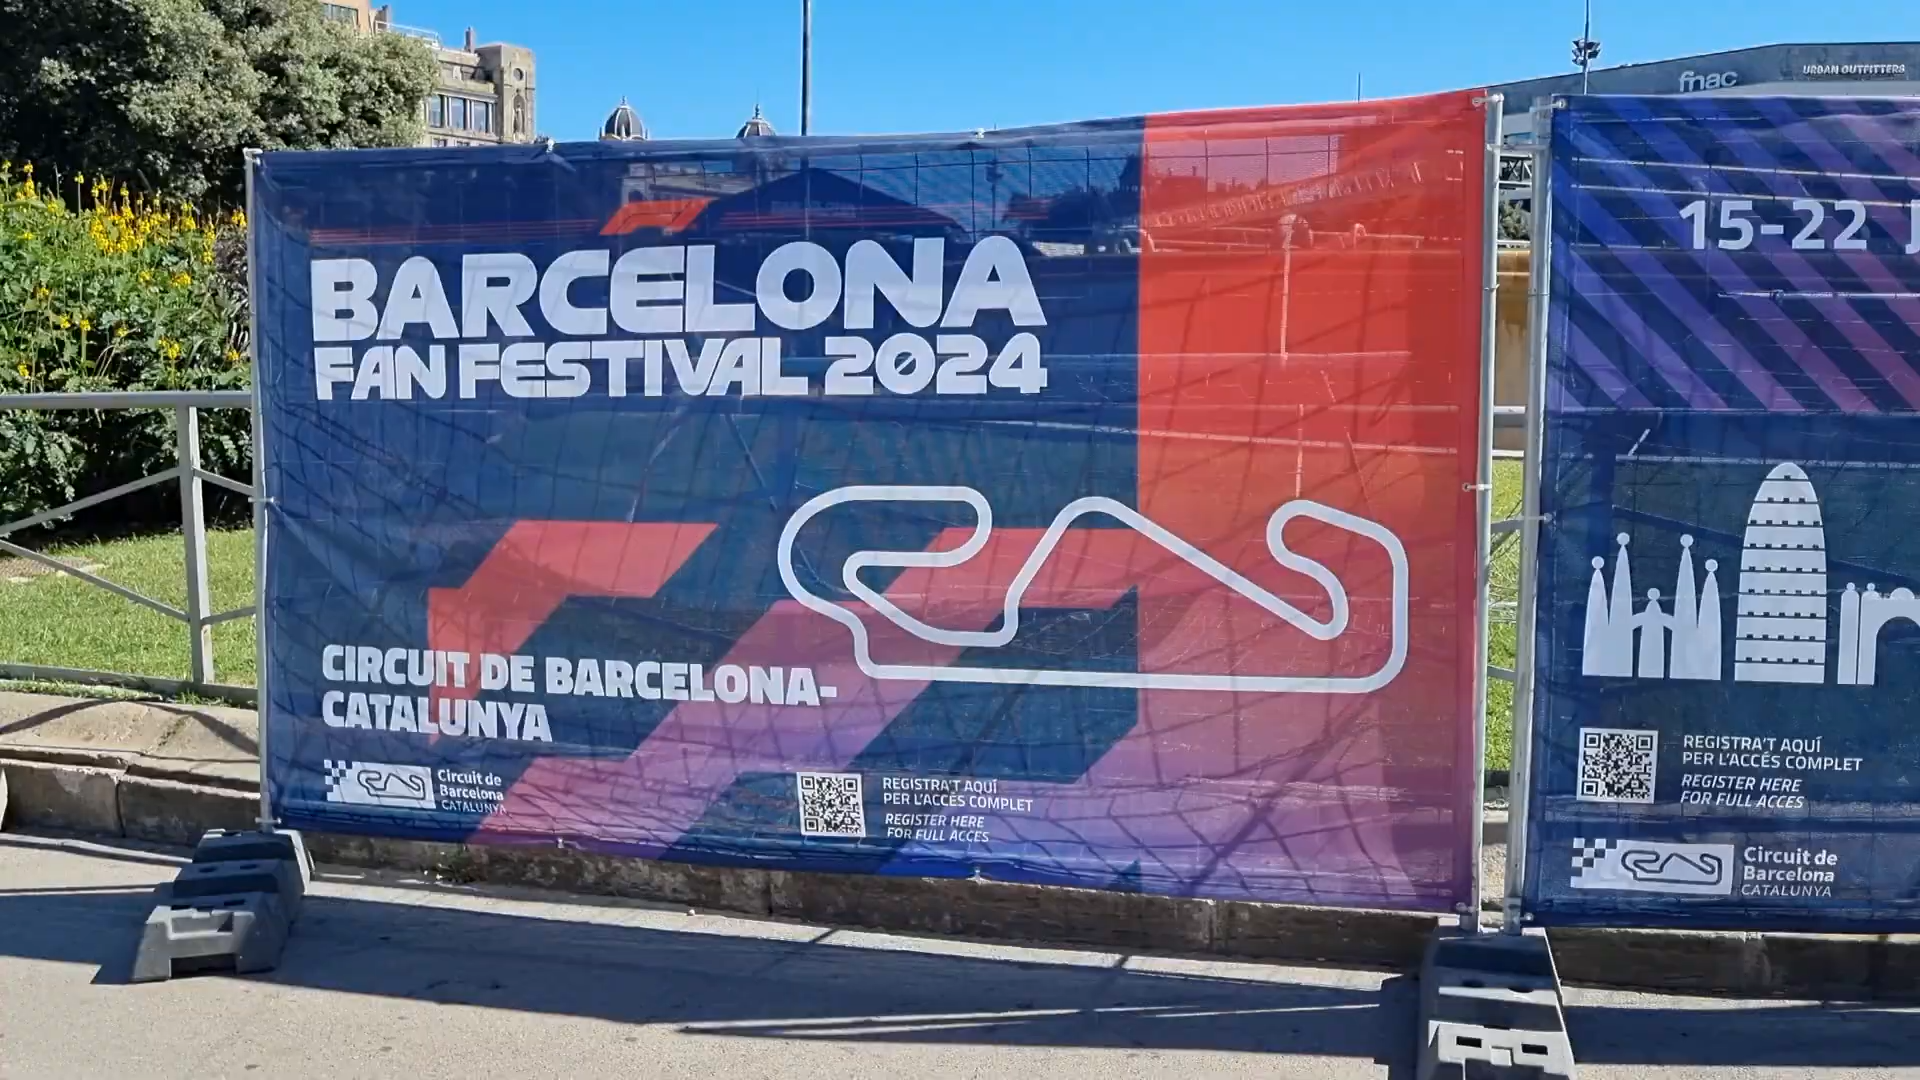 fnac
URBAN OUTFITTERS
F1
BARCELONA
FAN FESTIVAL 2024
CIRCUIT DE BARCELONA-
CATALUNYA
Circuit de
Barcelona
CATALUNYA
REGISTRA'T AQUÍ
PER L'ACCÉS COMPLET
REGISTER HERE
FOR FULL ACCES
15-22 J
REGISTRA'T AQUÍ
PER L'ACCÉS COMPLET
REGISTER HERE
FOR FULL ACCES
Circuit de
Barcelona
CATALUNYA